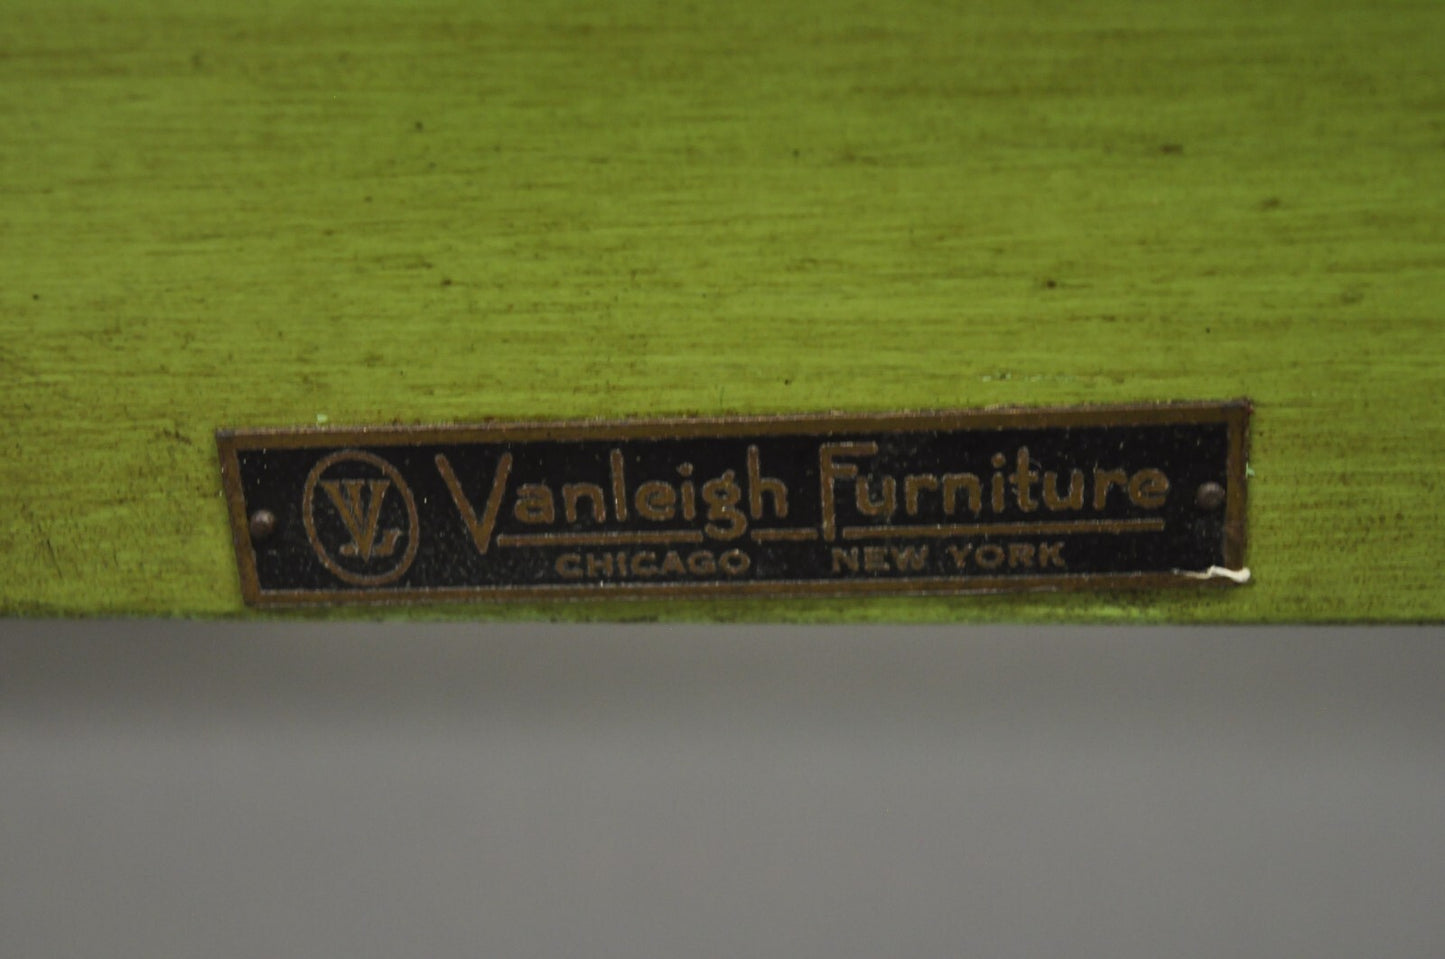 VL
Vanleigh Furniture
CHICAGO NEW YORK